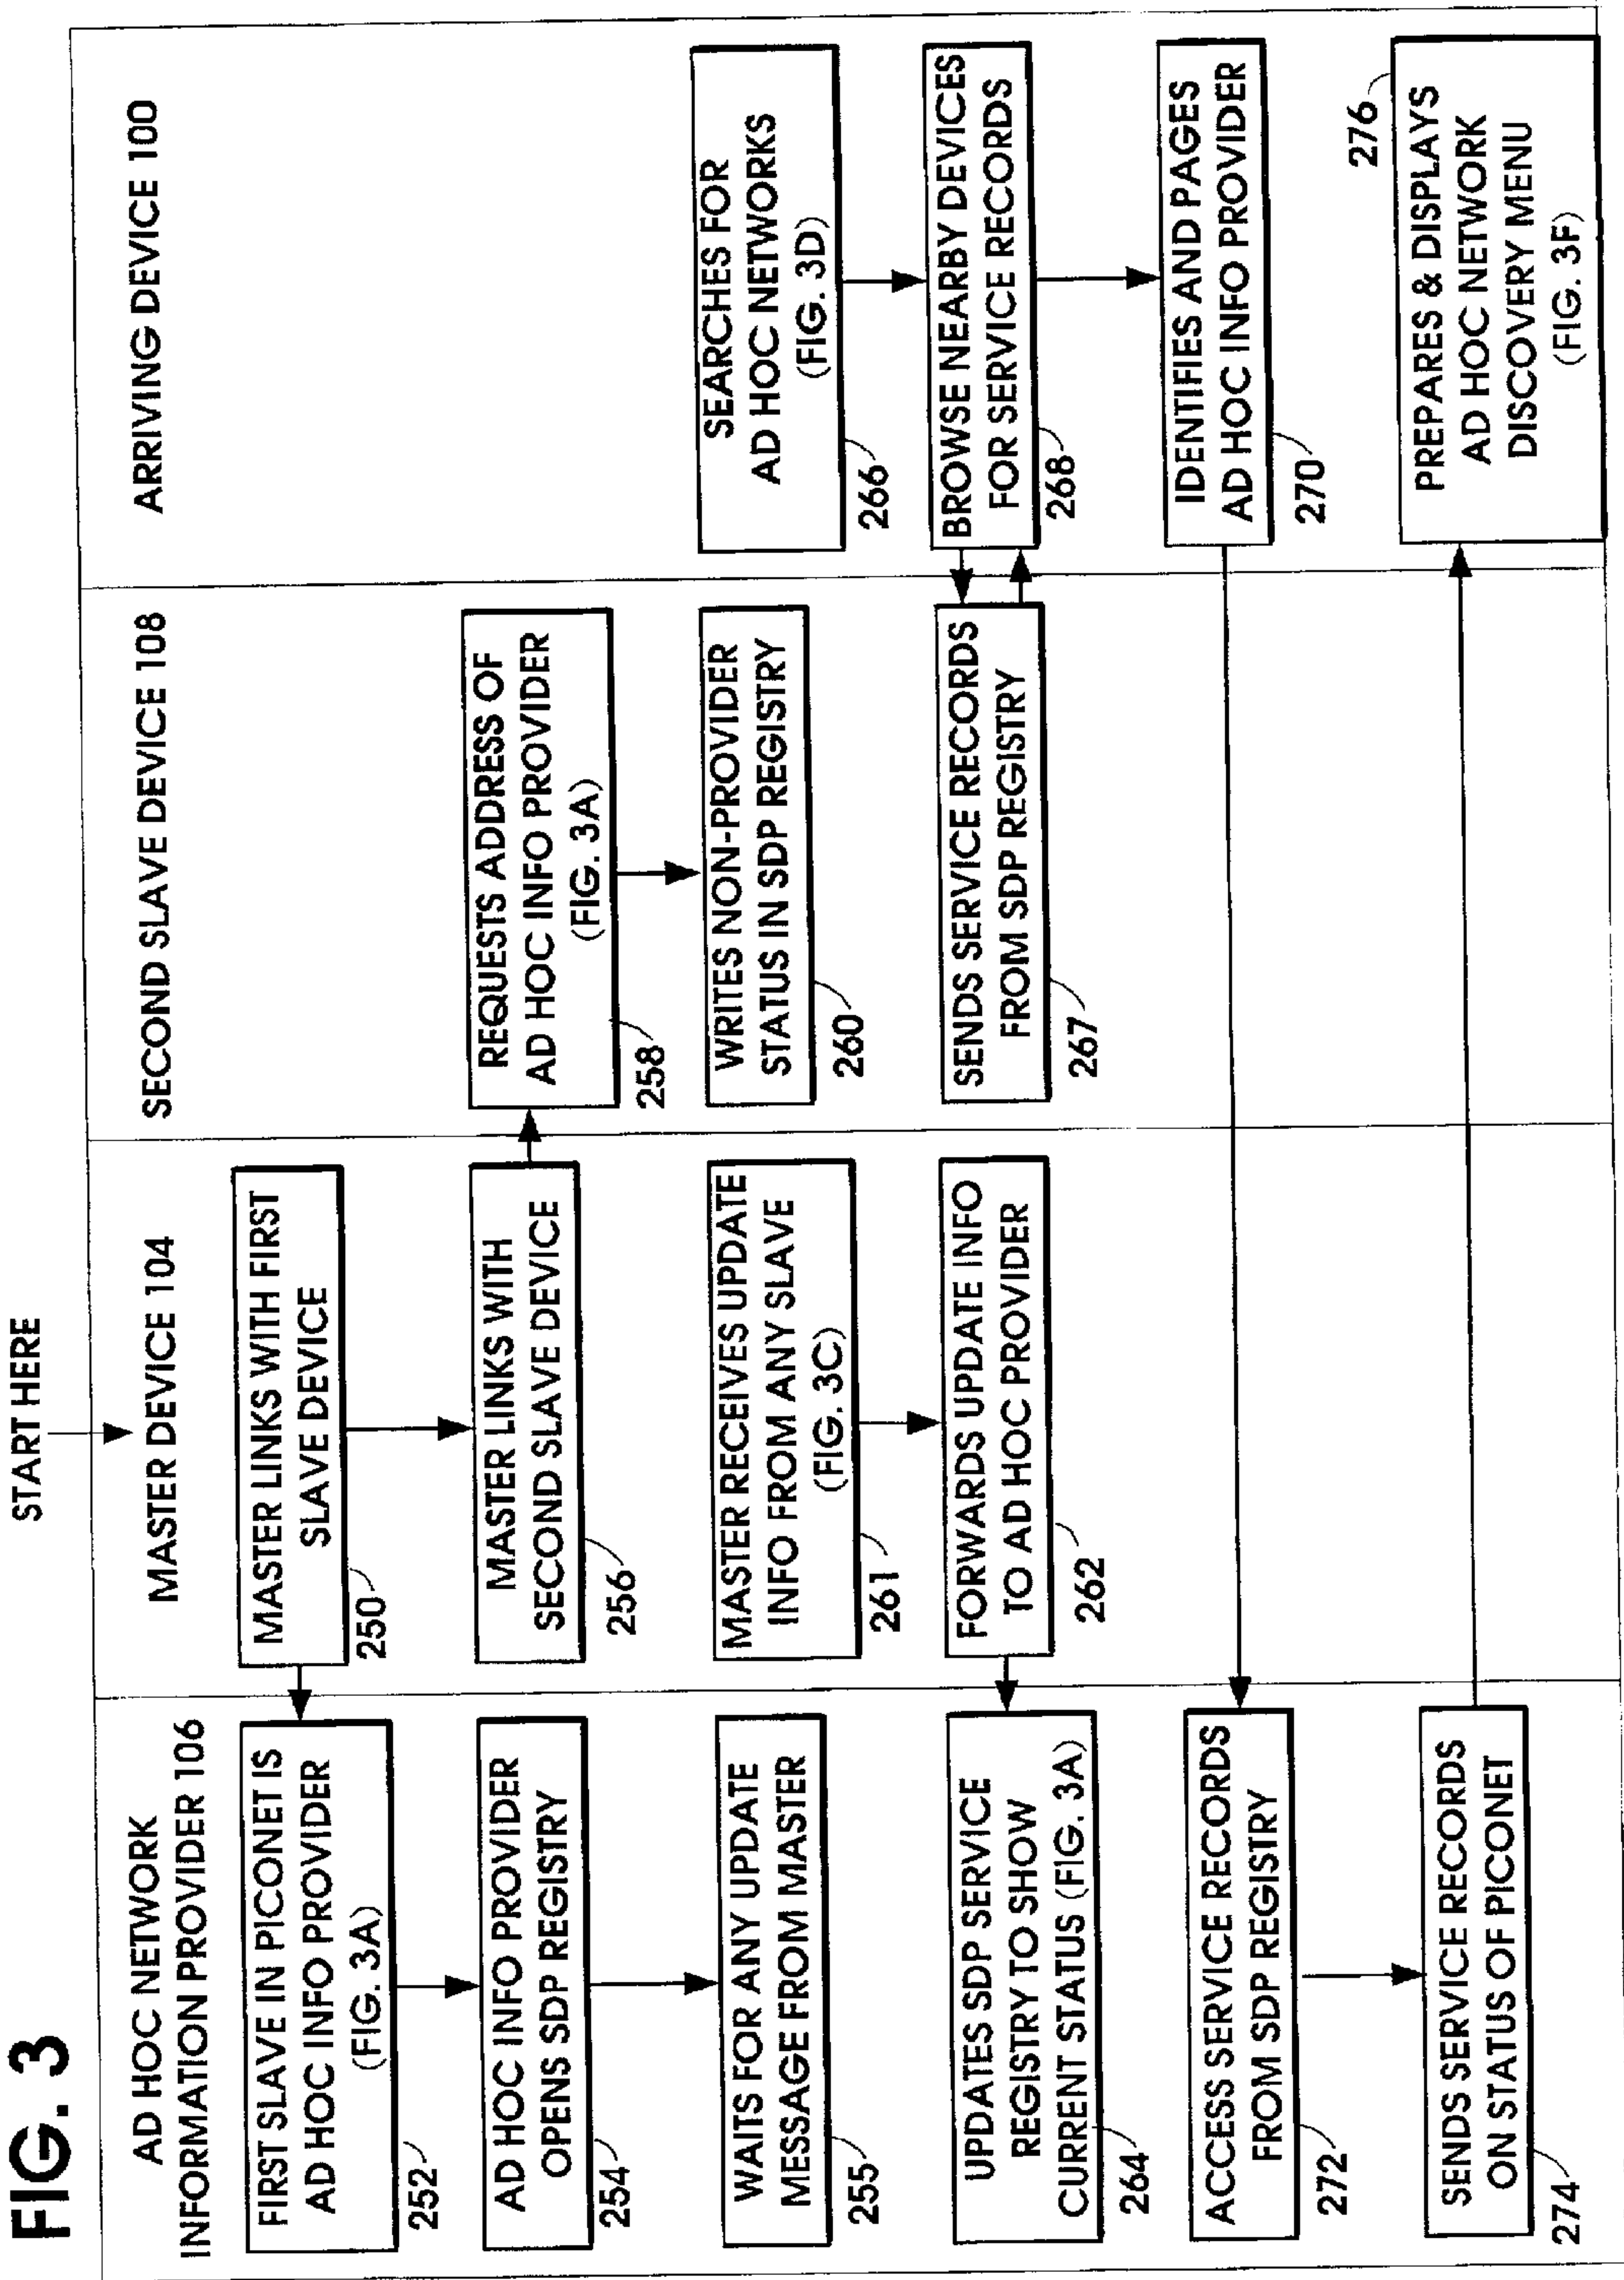 FIG. 3
START HERE
AD HOC NETWORK
INFORMATION PROVIDER 106
MASTER DEVICE 104
SECOND SLAVE DEVICE 108
ARRIVING DEVICE 100
FIRST SLAVE IN PICONET IS
AD HOC INFO PROVIDER
(FIG. 3A)
252
AD HOC INFO PROVIDER
OPENS SDP REGISTRY
254
WAITS FOR ANY UPDATE
MESSAGE FROM MASTER
255
UPDATES SDP SERVICE
REGISTRY TO SHOW
CURRENT STATUS (FIG. 3A)
264
ACCESS SERVICE RECORDS
FROM SDP REGISTRY
272
SENDS SERVICE RECORDS
ON STATUS OF PICONET
274
MASTER LINKS WITH FIRST
SLAVE DEVICE
250
MASTER LINKS WITH
SECOND SLAVE DEVICE
256
MASTER RECEIVES UPDATE
INFO FROM ANY SLAVE
(FIG. 3C)
261
FORWARDS UPDATE INFO
TO AD HOC PROVIDER
262
REQUESTS ADDRESS OF
AD HOC INFO PROVIDER
(FIG. 3A)
258
WRITES NON-PROVIDER
STATUS IN SDP REGISTRY
260
SENDS SERVICE RECORDS
FROM SDP REGISTRY
267
SEARCHES FOR
AD HOC NETWORKS
(FIG. 3D)
266
BROWSE NEARBY DEVICES
FOR SERVICE RECORDS
268
IDENTIFIES AND PAGES
AD HOC INFO PROVIDER
270
276
PREPARES & DISPLAYS
AD HOC NETWORK
DISCOVERY MENU
(FIG. 3F)